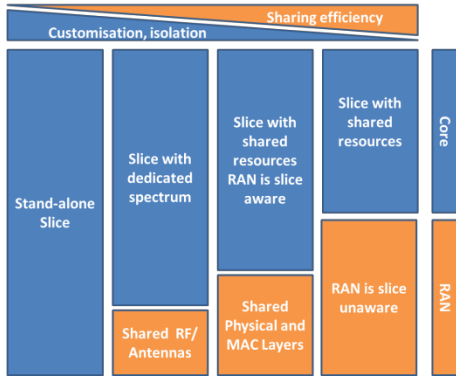 Sharing efficiency
Customisation, isolation
Stand-alone
Slice
Slice with
dedicated
spectrum
Shared RF/
Antennas
Slice with
shared
resources
RAN is slice
aware
Shared
Physical and
MAC Layers
Slice with
shared
resources
RAN is slice
unaware
Core
RAN